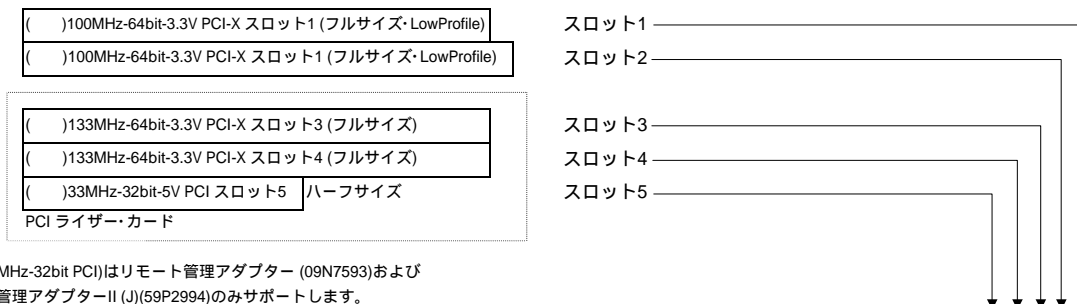 ( )100MHz-64bit-3.3V PCI-X スロット1 (フルサイズ・LowProfile) スロット1
( )100MHz-64bit-3.3V PCI-X スロット1 (フルサイズ・LowProfile) スロット2
( )133MHz-64bit-3.3V PCI-X スロット3 (フルサイズ) スロット3
( )133MHz-64bit-3.3V PCI-X スロット4 (フルサイズ) スロット4
( )33MHz-32bit-5V PCI スロット5 ハーフサイズ スロット5
PCI ライザー・カード
MHz-32bit PCI)はリモート管理アダプター (09N7593)および
管理アダプターII (J)(59P2994)のみサポートします。